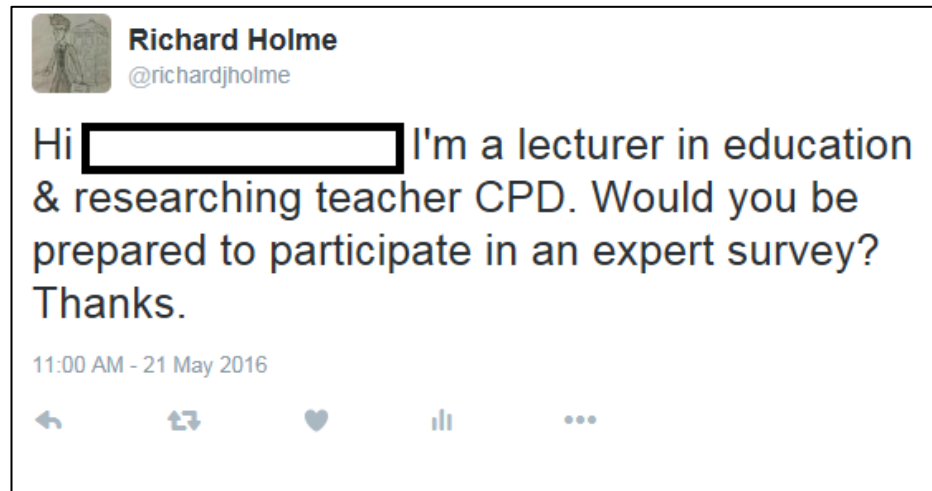 Richard Holme
@richardjholme
Hi I'm a lecturer in education
& researching teacher CPD. Would you be
prepared to participate in an expert survey?
Thanks.
11:00 AM - 21 May 2016